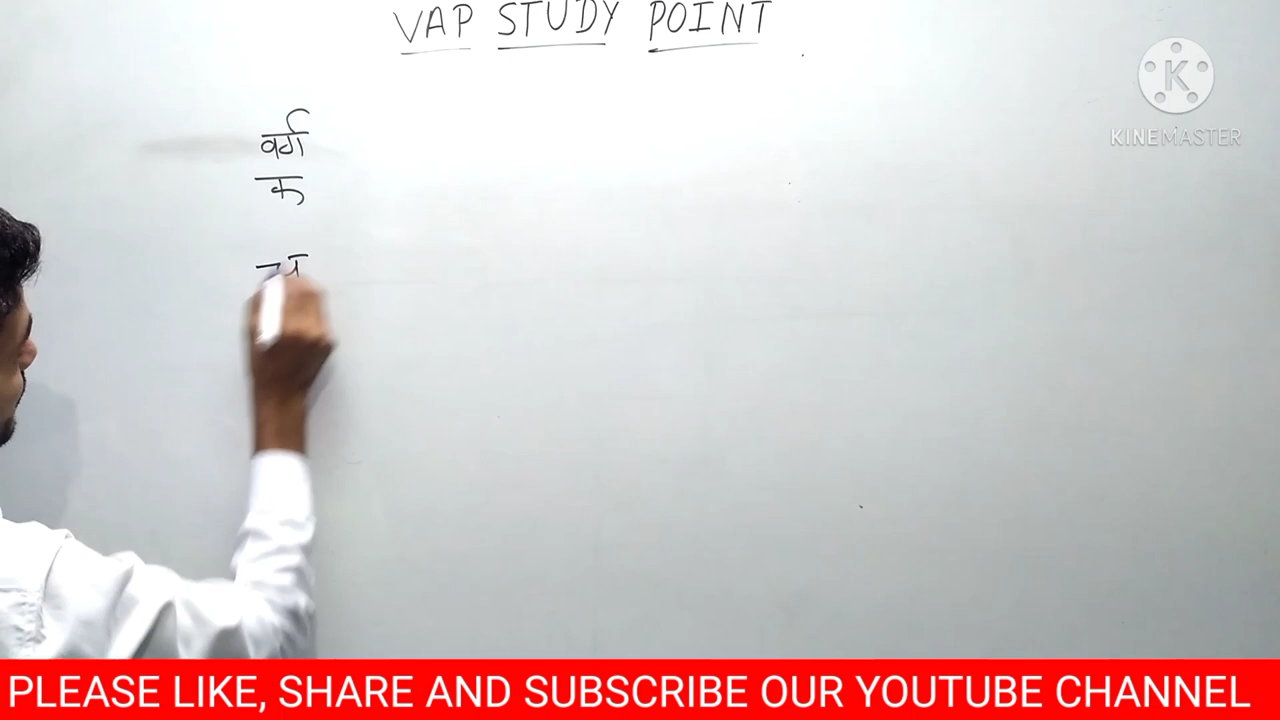 VAP STUDY POINT
KINEMASTER
वर्ग
क
PLEASE LIKE, SHARE AND SUBSCRIBE OUR YOUTUBE CHANNEL